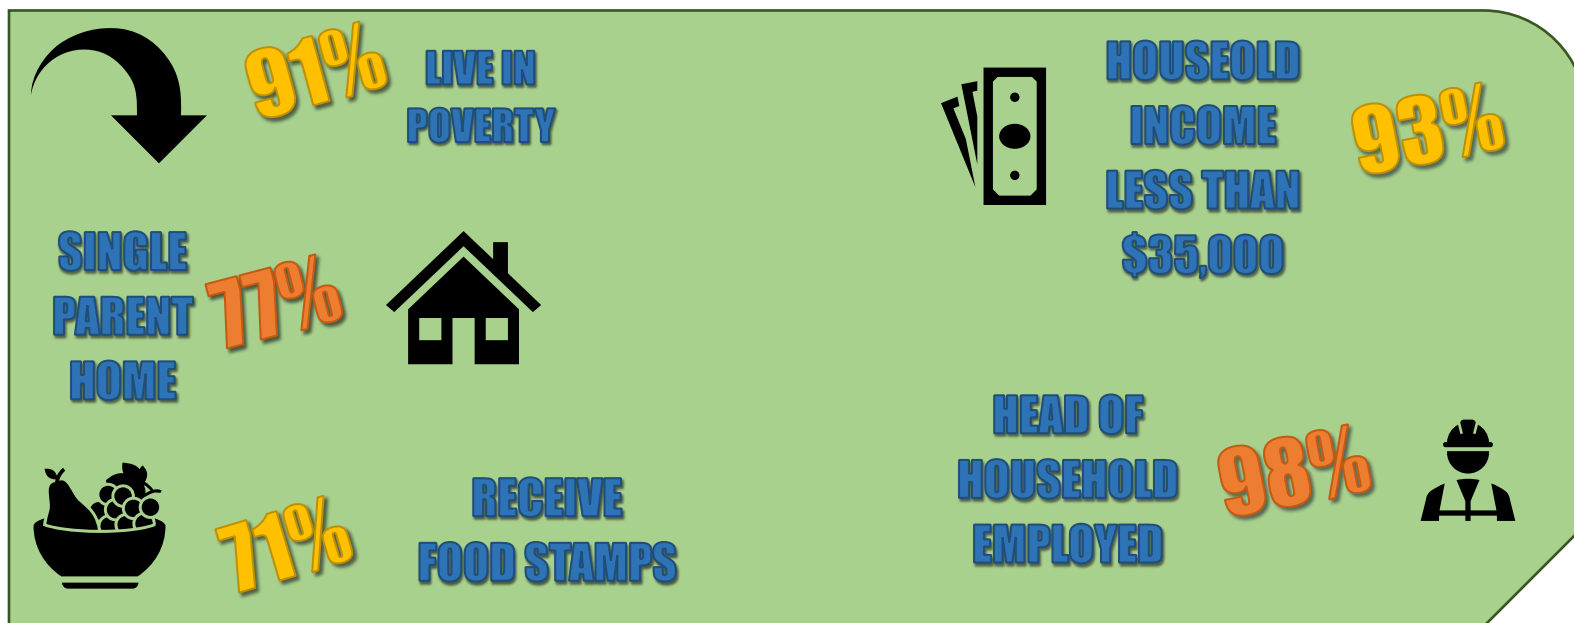 91%
LIVE IN
POVERTY
HOUSEOLD
INCOME
LESS THAN
$35,000
93%
SINGLE
PARENT
HOME
77%
HEAD OF
HOUSEHOLD
EMPLOYED
98%
71%
RECEIVE
FOOD STAMPS